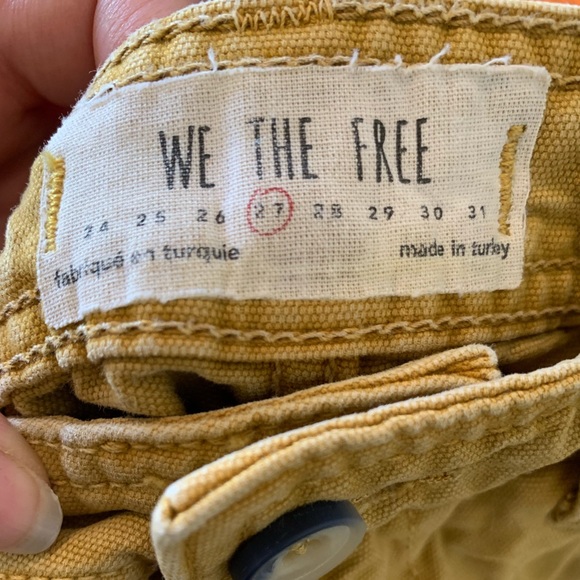 WE THE FREE
24 25 26 27 28 29 30 31
fabriqué en turquie
made in turkey